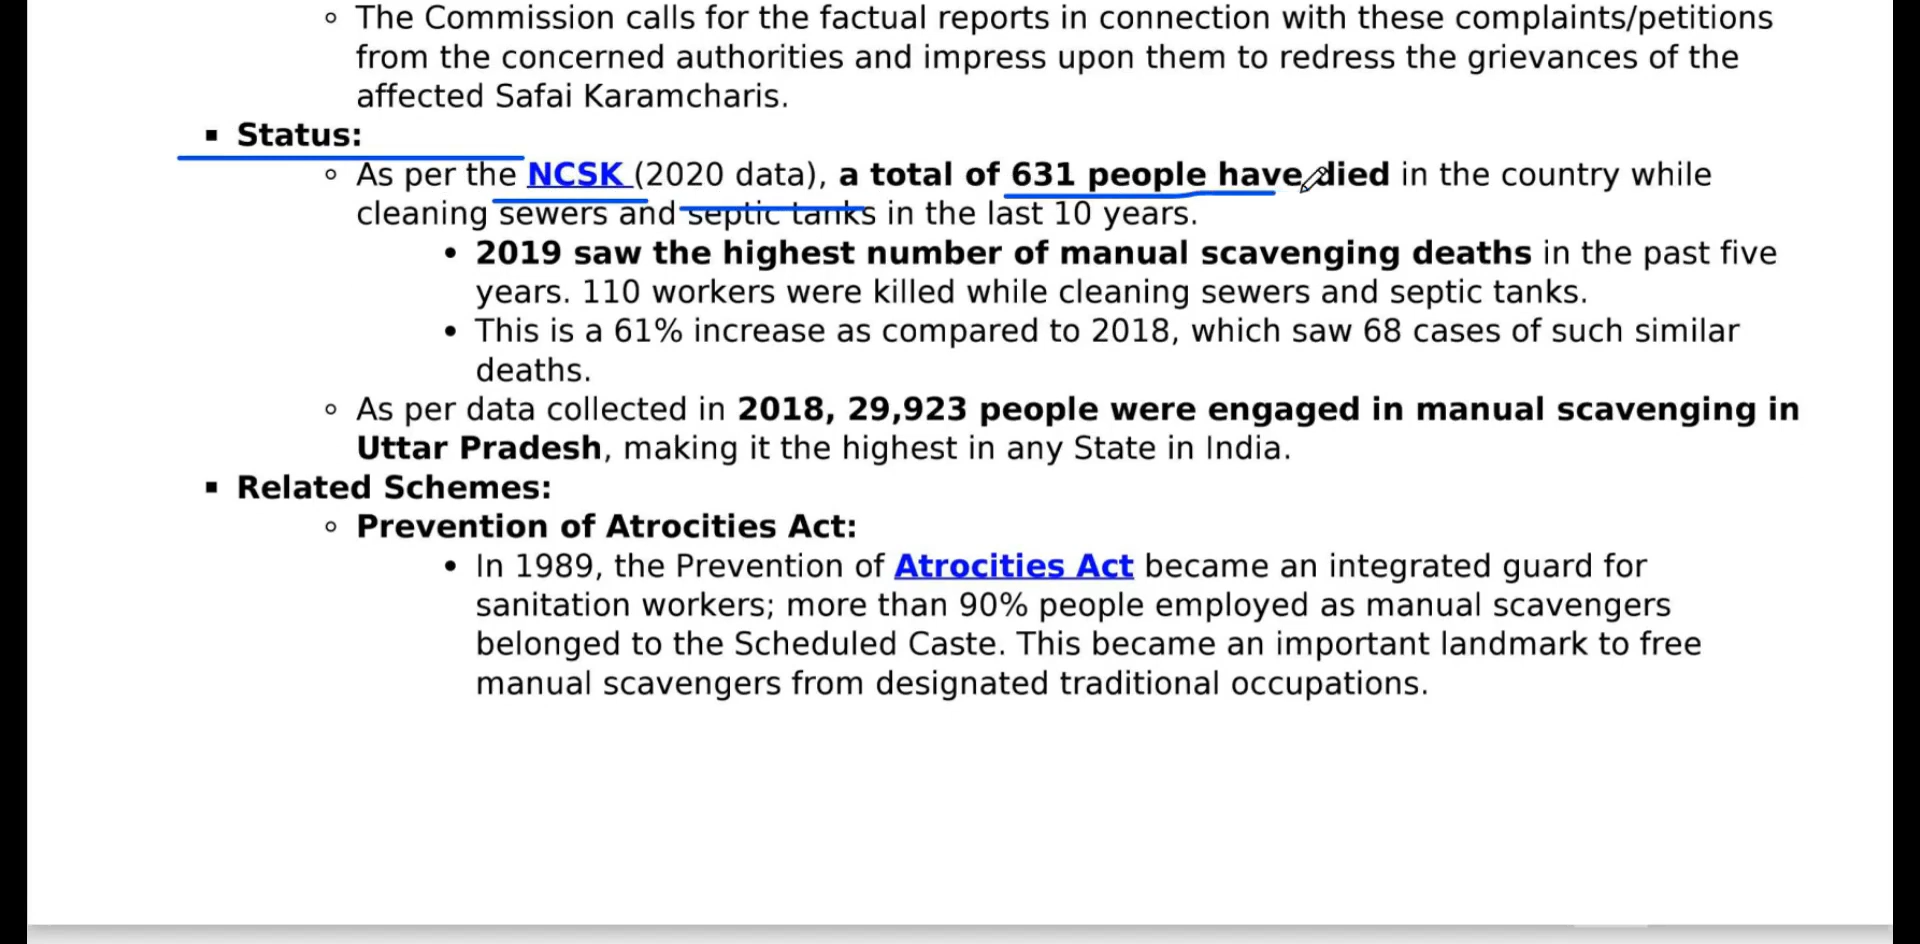 The Commission calls for the factual reports in connection with these complaints/petitions
from the concerned authorities and impress upon them to redress the grievances of the
affected Safai Karamcharis.
Status:
As per the NCSK (2020 data), a total of 631 people have died in the country while
cleaning sewers and septic tanks in the last 10 years.
2019 saw the highest number of manual scavenging deaths in the past five
years. 110 workers were killed while cleaning sewers and septic tanks.
This is a 61% increase as compared to 2018, which saw 68 cases of such similar
deaths.
As per data collected in 2018, 29,923 people were engaged in manual scavenging in
Uttar Pradesh, making it the highest in any State in India.
Related Schemes:
Prevention of Atrocities Act:
In 1989, the Prevention of Atrocities Act became an integrated guard for
sanitation workers; more than 90% people employed as manual scavengers
belonged to the Scheduled Caste. This became an important landmark to free
manual scavengers from designated traditional occupations.